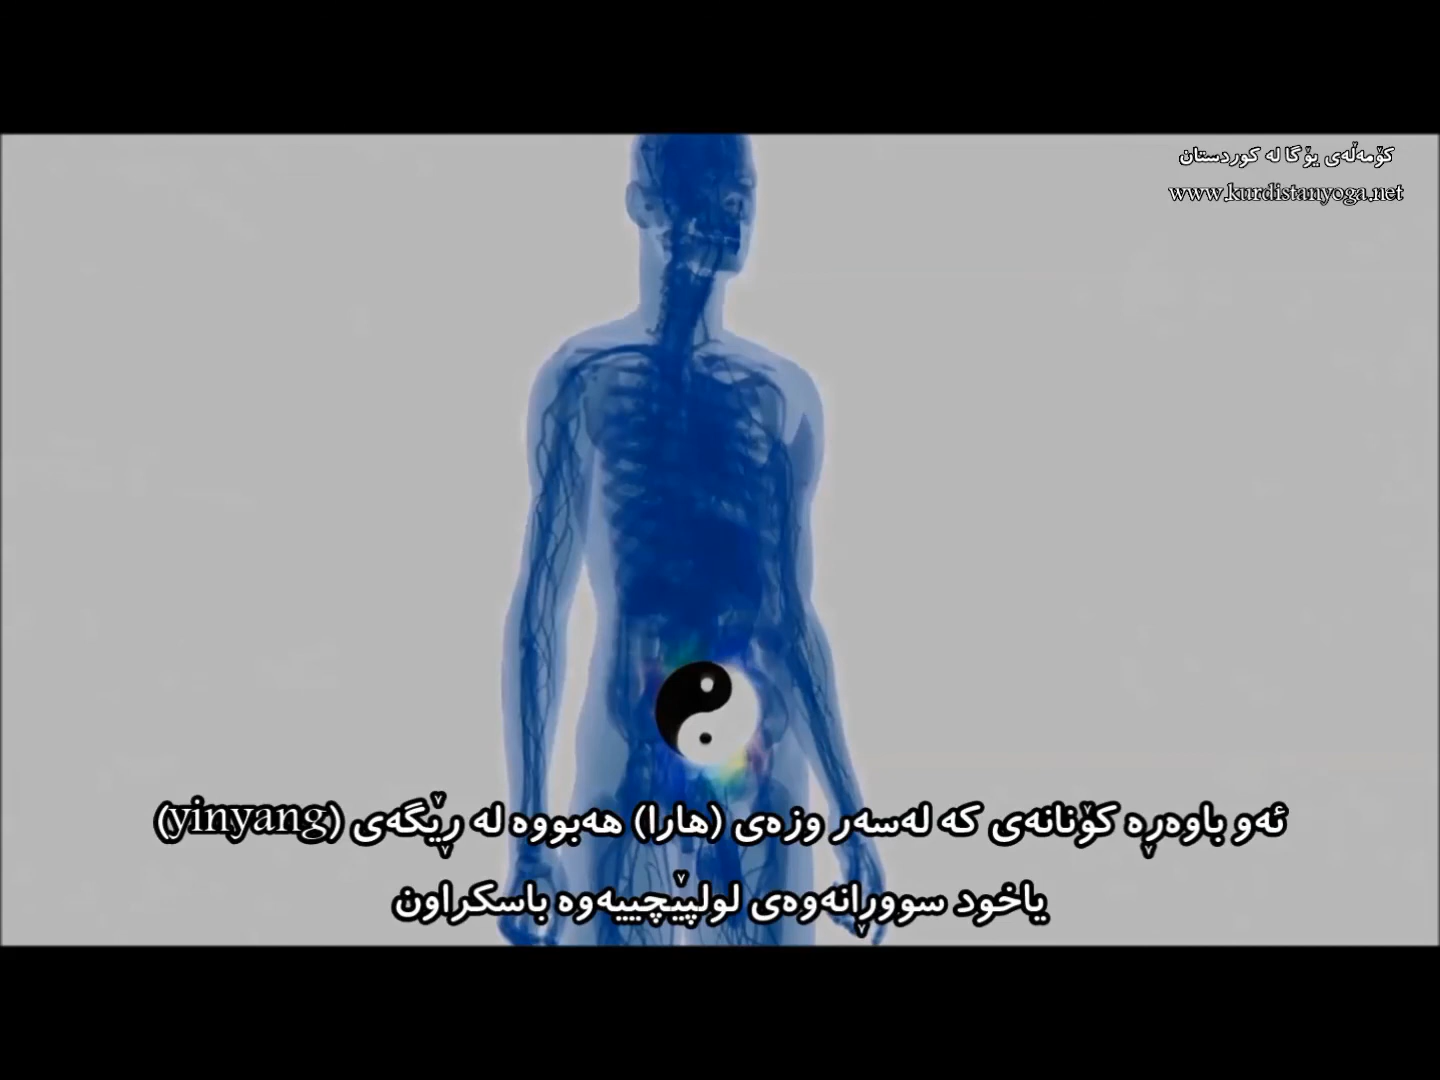 کۆمەڵەی یۆگا لە کوردستان
www.kurdistanyoga.net
ئەو باوەڕە کۆنانەی کە لەسەر وزەی (هارا) هەبووە لە ڕێگەی (yinyang)
یاخود سووڕانەوەی لولپێچییەوە باسکراون